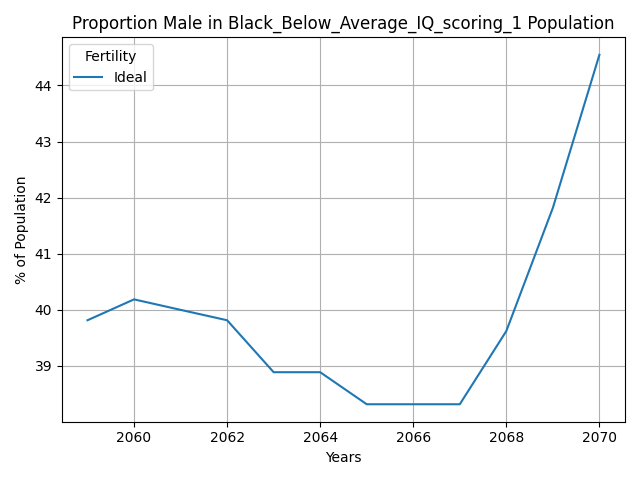 Proportion Male in Black_Below_Average_IQ_scoring_1 Population
Fertility
Ideal
% of Population
44
43
42
41
40
39
2060 2062 2064 2066 2068 2070
Years